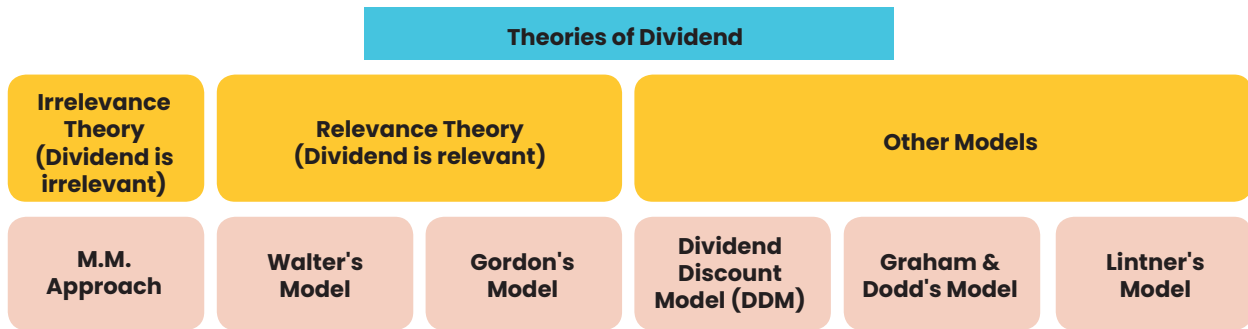 Theories of Dividend
Irrelevance
Theory
(Dividend is
irrelevant)
Relevance Theory
(Dividend is relevant)
Other Models
M.M.
Approach
Walter's
Model
Gordon's
Model
Dividend
Discount
Model (DDM)
Graham &
Dodd's Model
Lintner's
Model